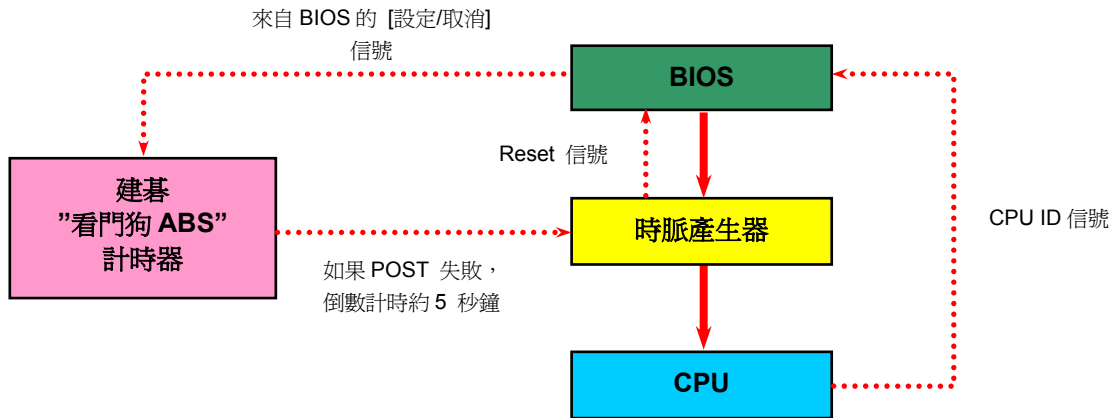 來自 BIOS 的 [設定/取消]
信號
BIOS
Reset 信號
建碁
”看門狗 ABS”
計時器
時脈產生器
CPU ID 信號
如果 POST 失敗，
倒數計時約 5 秒鐘
CPU